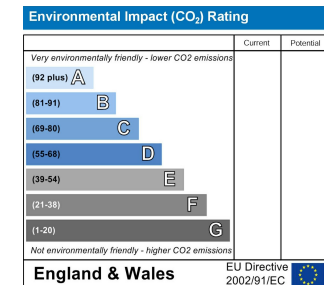 Environmental Impact (CO₂) Rating
Current Potential
Very environmentally friendly - lower CO2 emissions
(92 plus) A
(81-91) B
(69-80) C
(55-68) D
(39-54) E
(21-38) F
(1-20) G
Not environmentally friendly - higher CO2 emissions
England & Wales
EU Directive
2002/91/EC